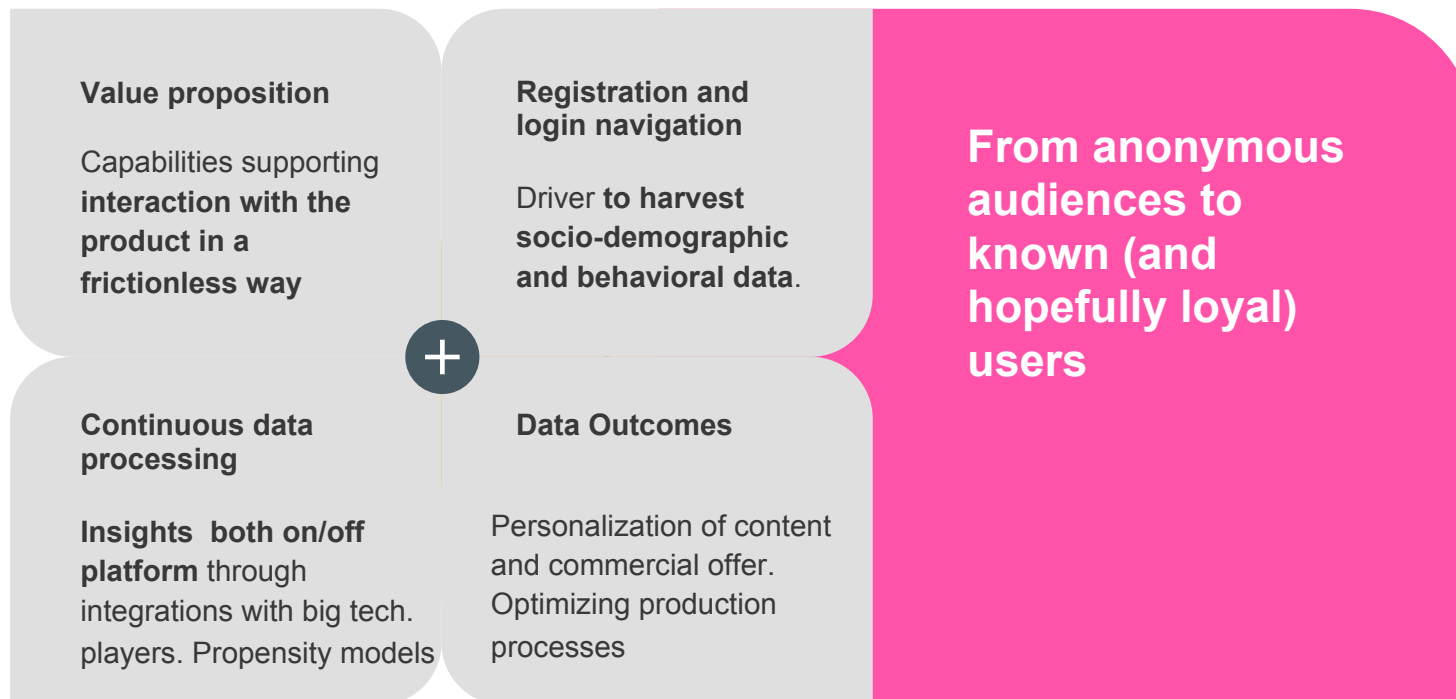 Value proposition
Capabilities supporting
interaction with the
product in a
frictionless way
Registration and
login navigation
Driver to harvest
socio-demographic
and behavioral data.
Continuous data
processing
Insights  both on/off
platform through
integrations with big tech.
players. Propensity models
Data Outcomes
Personalization of content
and commercial offer.
Optimizing production
processes
From anonymous
audiences to
known (and
hopefully loyal)
users